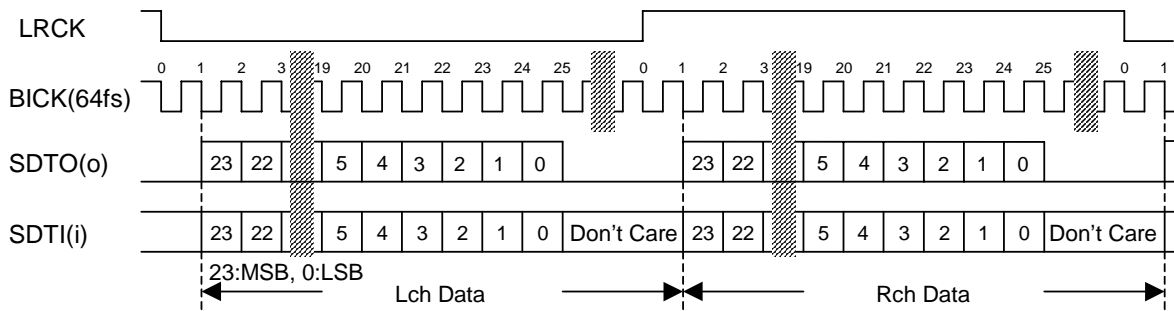 LRCK
0 1 2 3 19 20 21 22 23 24 25 0 1 2 3 19 20 21 22 23 24 25 0 1
BICK(64fs)
SDTO(o) 23 22 5 4 3 2 1 0 23 22 5 4 3 2 1 0
SDTI(i) 23 22 5 4 3 2 1 0 Don't Care 23 22 5 4 3 2 1 0 Don't Care
23:MSB, 0:LSB
Lch Data Rch Data